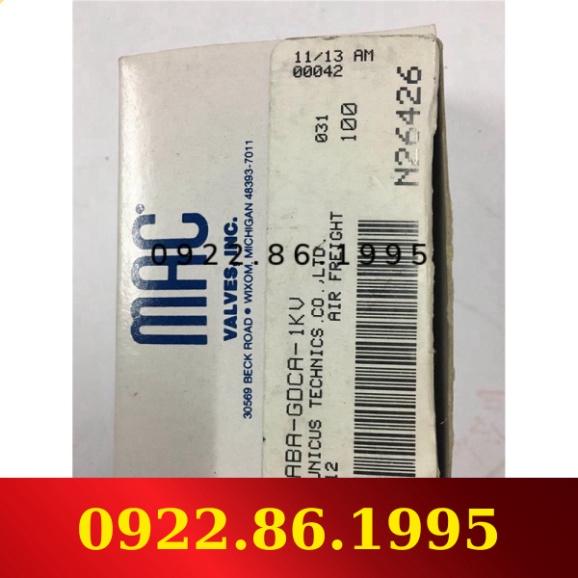 MAC®
VALVES, INC.
30569 BECK ROAD • WIXOM, MICHIGAN 48393-7011
11/13 AM
00042
031
100
N26426
ABA-GDCA-1KV
UNICUS TECHNICS CO.,LTD.
AIR FREIGHT
12
0922.86.1995
0922.86.1995